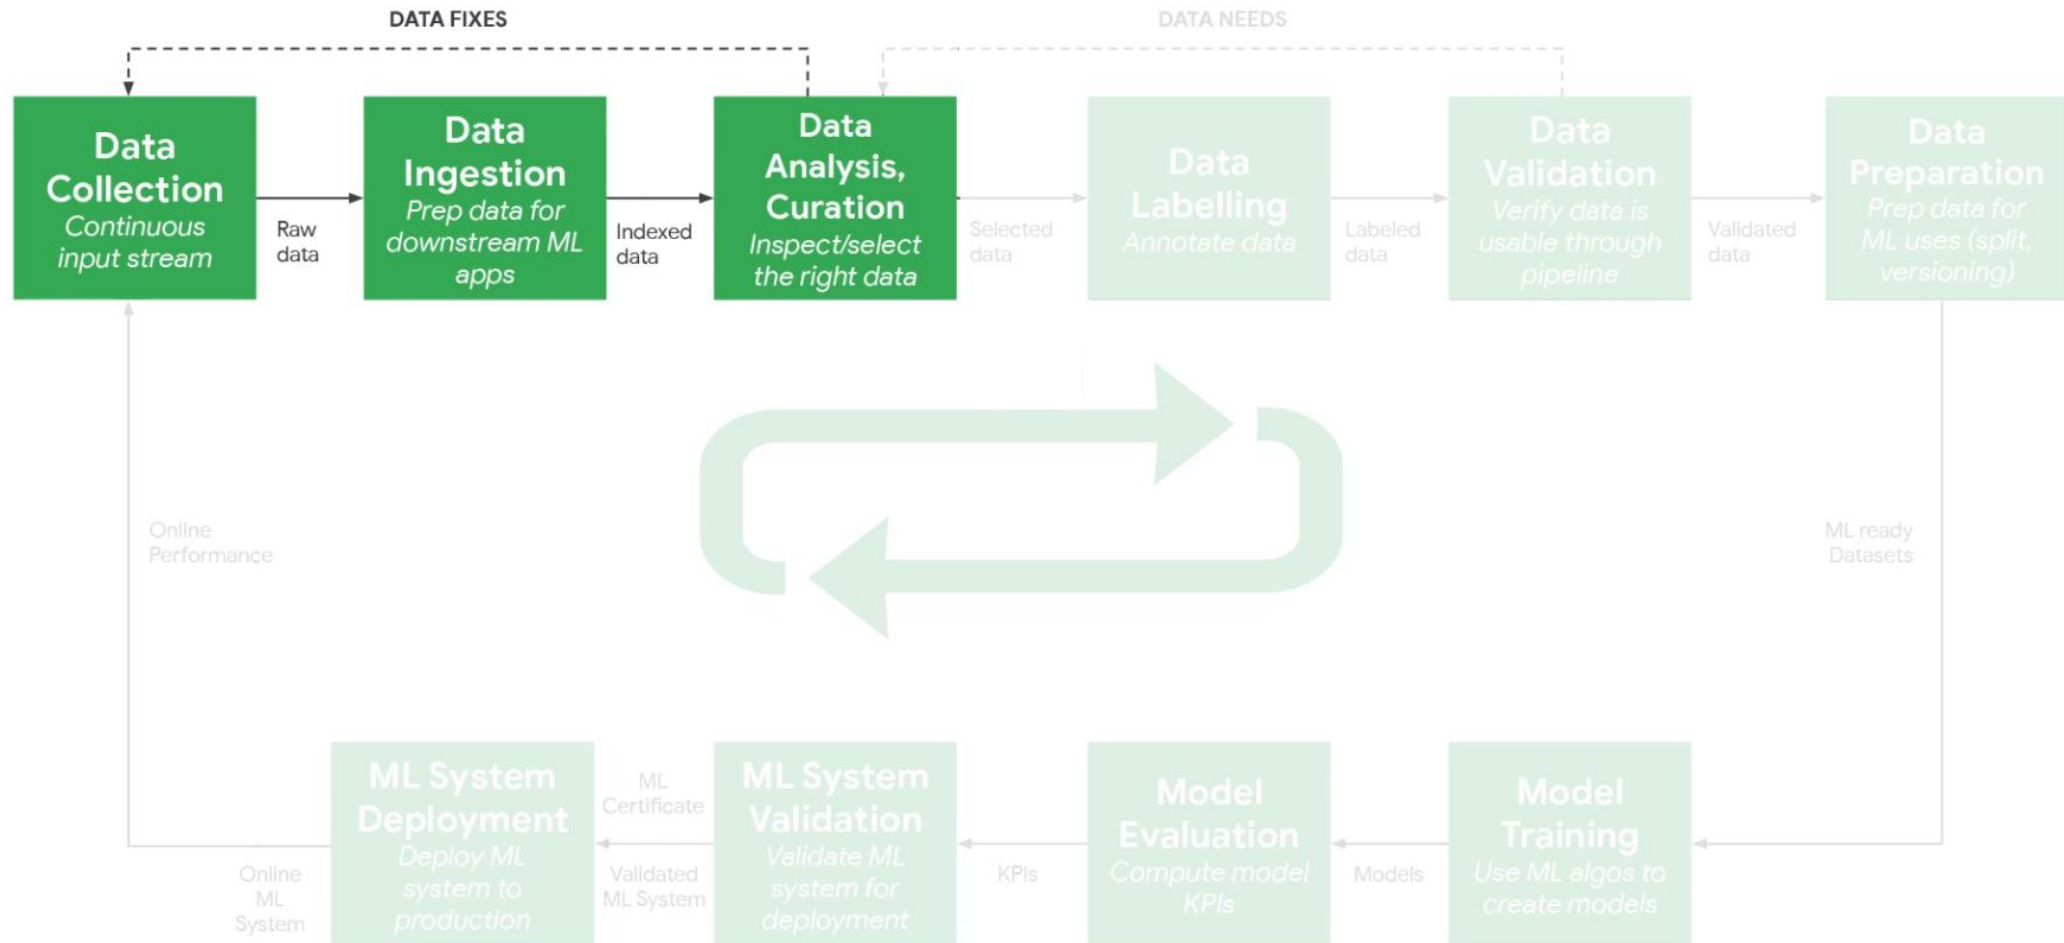 DATA FIXES
DATA NEEDS
Data
Collection
Continuous
input stream
Raw
data
Data
Ingestion
Prep data for
downstream ML
apps
Indexed
data
Data
Analysis,
Curation
Inspect/select
the right data
Selected
data
Data
Labelling
Annotate data
Labeled
data
Data
Validation
Verify data is
usable through
pipeline
Validated
data
Data
Preparation
Prep data for
ML uses (split,
versioning)
Online
Performance
ML ready
Datasets
Online
ML
System
ML System
Deployment
Deploy ML
system to
production
ML
Certificate
Validated
ML System
ML System
Validation
Validate ML
system for
deployment
KPIs
Model
Evaluation
Compute model
KPIs
Models
Model
Training
Use ML algos to
create models